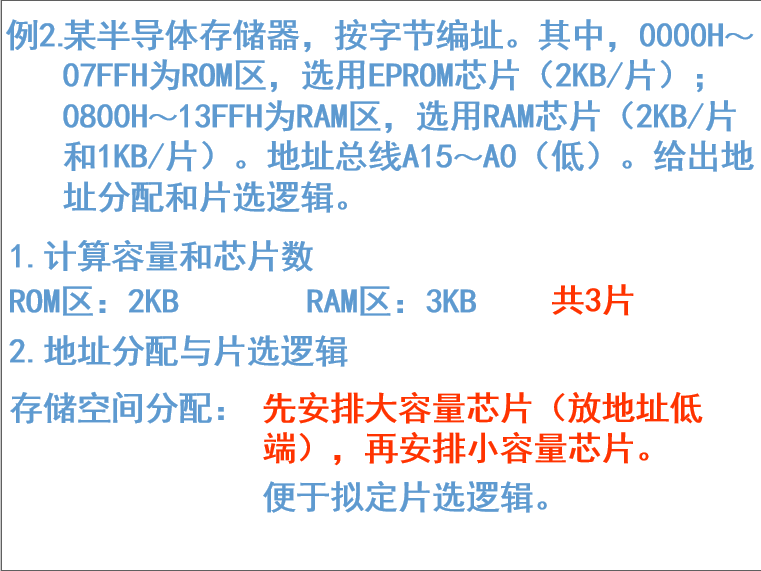 例2.某半导体存储器，按字节编址。其中，0000H～
07FFH为ROM区，选用EPROM芯片（2KB/片）；
0800H～13FFH为RAM区，选用RAM芯片（2KB/片
和1KB/片）。地址总线A15～A0（低）。给出地
址分配和片选逻辑。
1.计算容量和芯片数
ROM区：2KB RAM区：3KB 共3片
2.地址分配与片选逻辑
存储空间分配： 先安排大容量芯片（放地址低
端），再安排小容量芯片。
便于拟定片选逻辑。